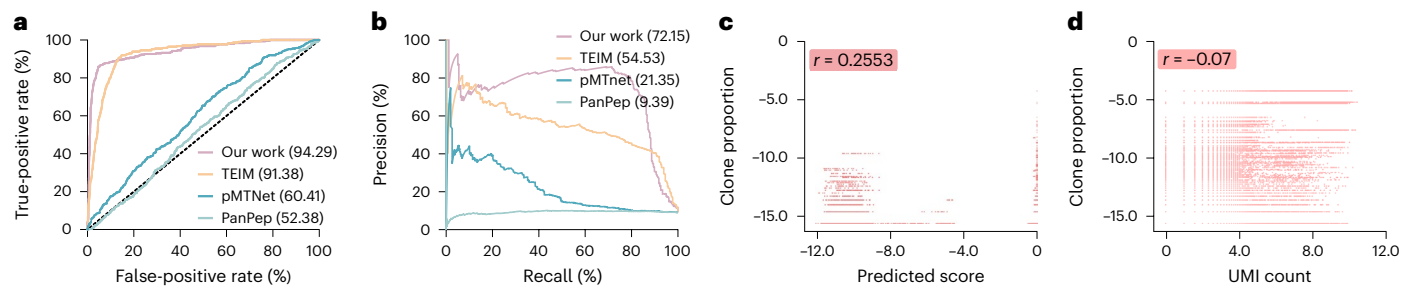 a
True-positive rate (%)
100
80
60
40
20
0
0 20 40 60 80 100
False-positive rate (%)
Our work (94.29)
TEIM (91.38)
pMTNet (60.41)
PanPep (52.38)
b
Precision (%)
100
80
60
40
20
0
0 20 40 60 80 100
Recall (%)
Our work (72.15)
TEIM (54.53)
pMTnet (21.35)
PanPep (9.39)
c
Clone proportion
0
−5.0
−10.0
−15.0
−12.0 −8.0 −4.0 0
Predicted score
r = 0.2553
d
Clone proportion
0
−5.0
−10.0
−15.0
0 4.0 8.0 12.0
UMI count
r = −0.07